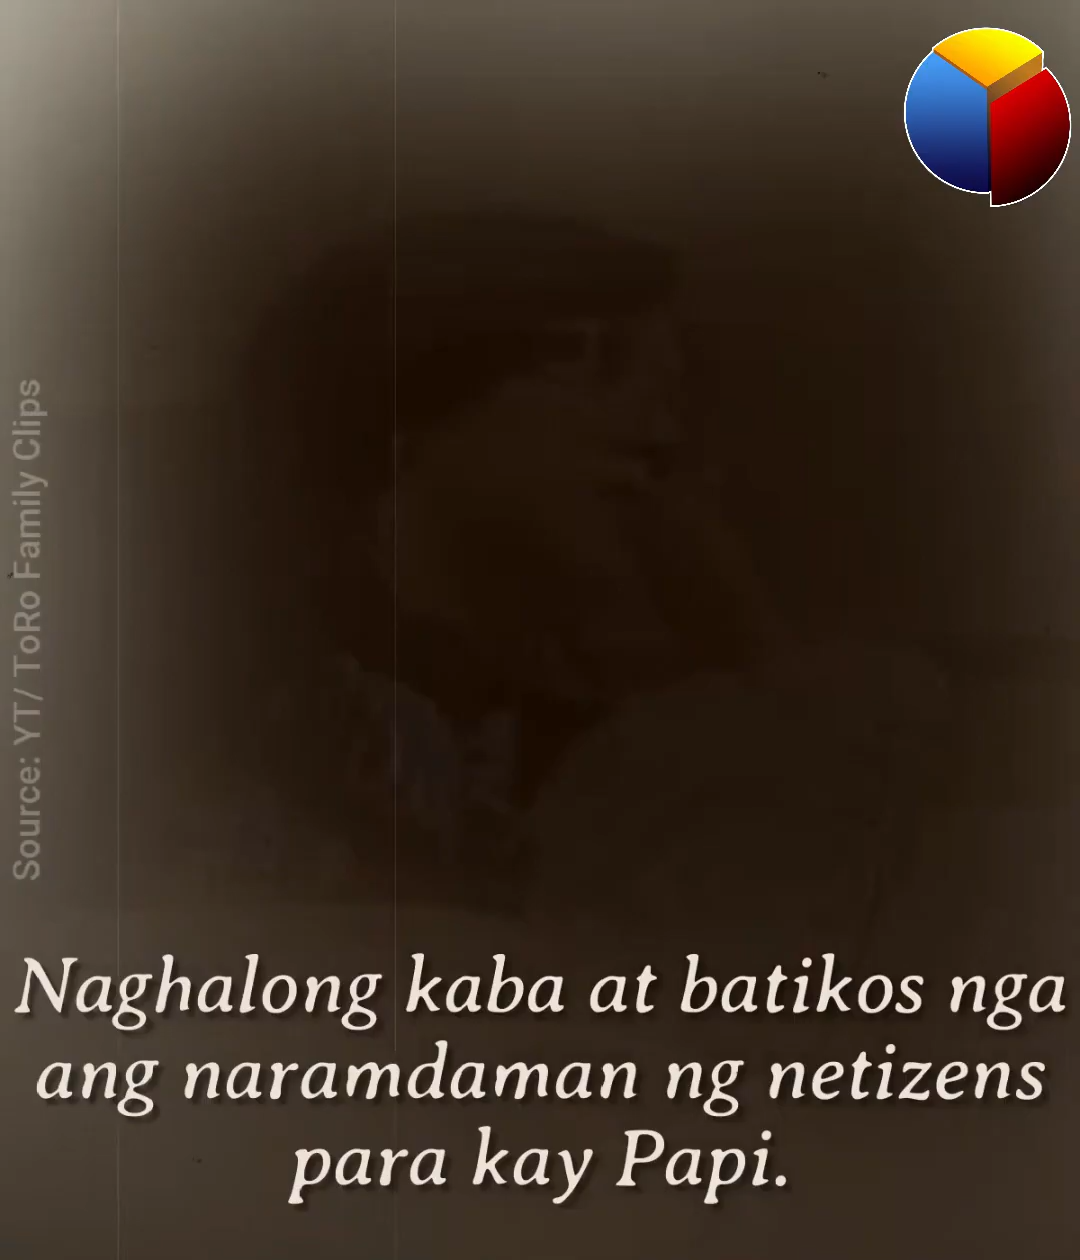 Source: YT/ ToRo Family Clips
Naghalong kaba at batikos nga
ang naramdaman ng netizens
para kay Papi.